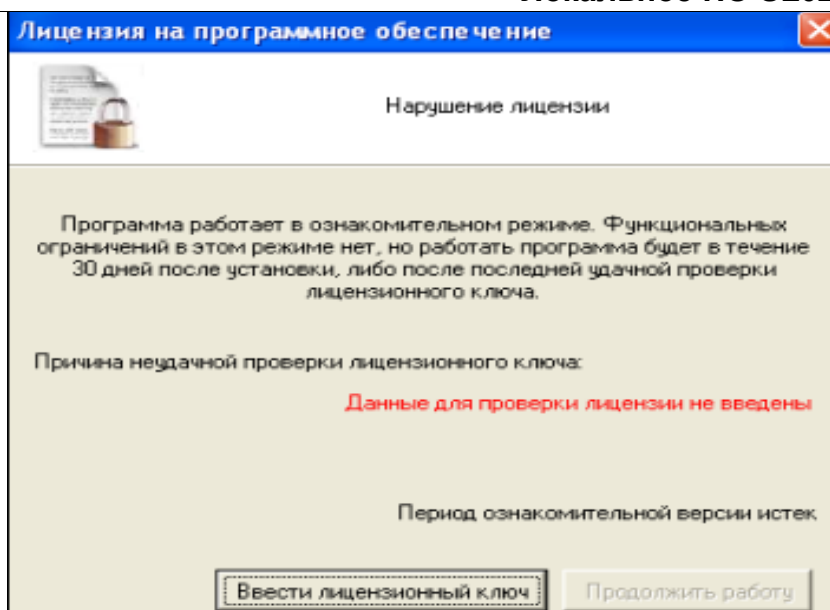 Лицензия на программное обеспечение
Нарушение лицензии
Программа работает в ознакомительном режиме. Функциональных
ограничений в этом режиме нет, но работать программа будет в течение
30 дней после установки, либо после последней удачной проверки
лицензионного ключа.
Причина неудачной проверки лицензионного ключа:
Данные для проверки лицензии не введены
Период ознакомительной версии истек
Ввести лицензионный ключ
Продолжить работу